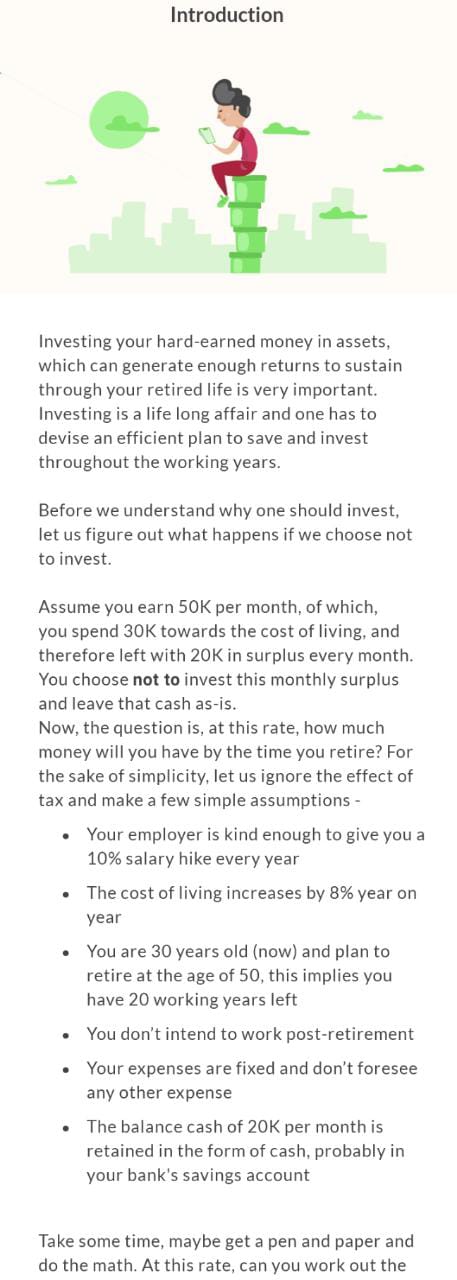 Introduction
Investing your hard-earned money in assets,
which can generate enough returns to sustain
through your retired life is very important.
Investing is a life long affair and one has to
devise an efficient plan to save and invest
throughout the working years.
Before we understand why one should invest,
let us figure out what happens if we choose not
to invest.
Assume you earn 50K per month, of which,
you spend 30K towards the cost of living, and
therefore left with 20K in surplus every month.
You choose not to invest this monthly surplus
and leave that cash as-is.
Now, the question is, at this rate, how much
money will you have by the time you retire? For
the sake of simplicity, let us ignore the effect of
tax and make a few simple assumptions -
• Your employer is kind enough to give you a
10% salary hike every year
• The cost of living increases by 8% year on
year
• You are 30 years old (now) and plan to
retire at the age of 50, this implies you
have 20 working years left
• You don't intend to work post-retirement
• Your expenses are fixed and don't foresee
any other expense
• The balance cash of 20K per month is
retained in the form of cash, probably in
your bank's savings account
Take some time, maybe get a pen and paper and
do the math. At this rate, can you work out the